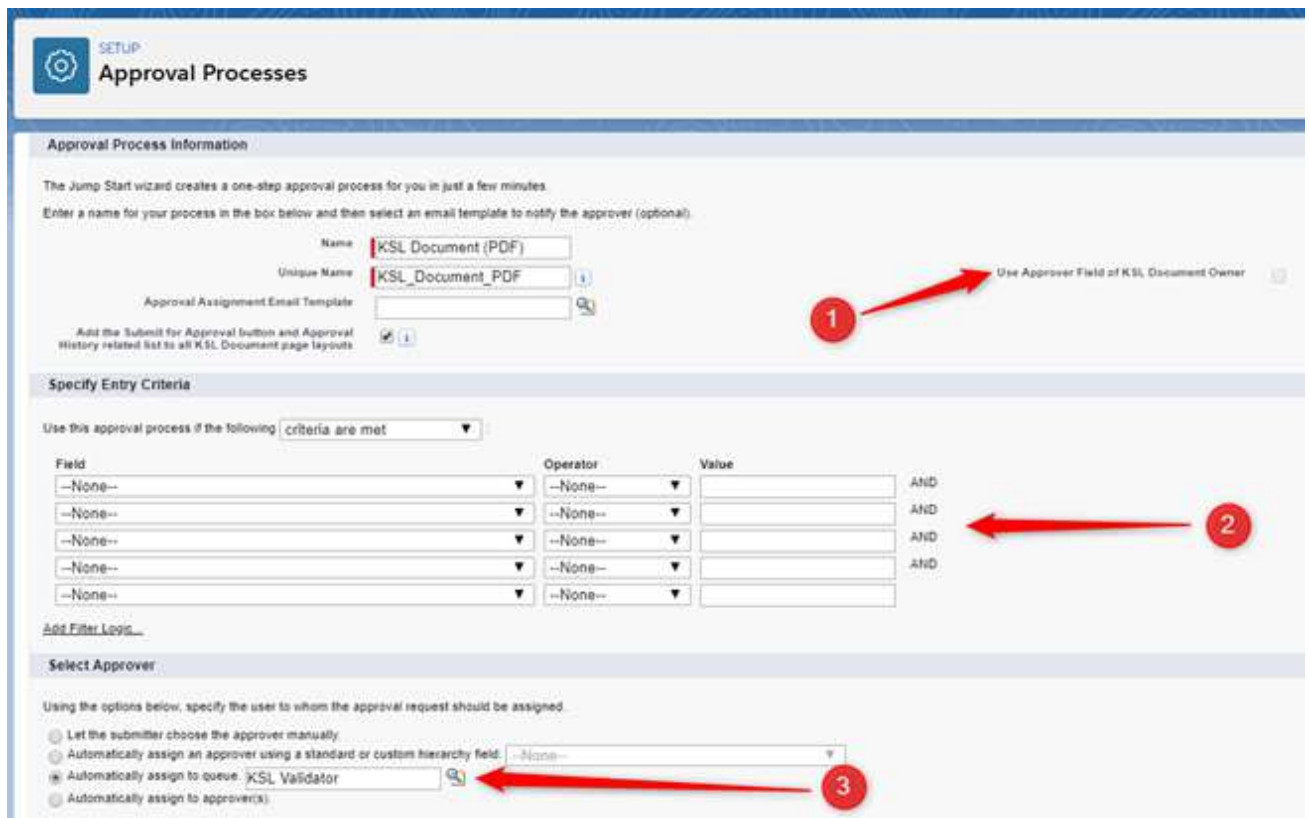 SETUP
Approval Processes
Approval Process Information
The Jump Start wizard creates a one-step approval process for you in just a few minutes.
Enter a name for your process in the box below and then select an email template to notify the approver (optional).
Name KSL Document (PDF)
Unique Name KSL_Document_PDF i Use Approver Field of KSL Document Owner
1
Approval Assignment Email Template
Add the Submit for Approval button and Approval
History related list to all KSL Document page layouts i
Specify Entry Criteria
Use this approval process if the following criteria are met :
Field Operator Value
--None-- --None-- AND
--None-- --None-- AND
2
--None-- --None-- AND
--None-- --None-- AND
--None-- --None--
Add Filter Logic...
Select Approver
Using the options below, specify the user to whom the approval request should be assigned.
Let the submitter choose the approver manually.
Automatically assign an approver using a standard or custom hierarchy field. --None--
Automatically assign to queue. KSL Validator
3
Automatically assign to approver(s).